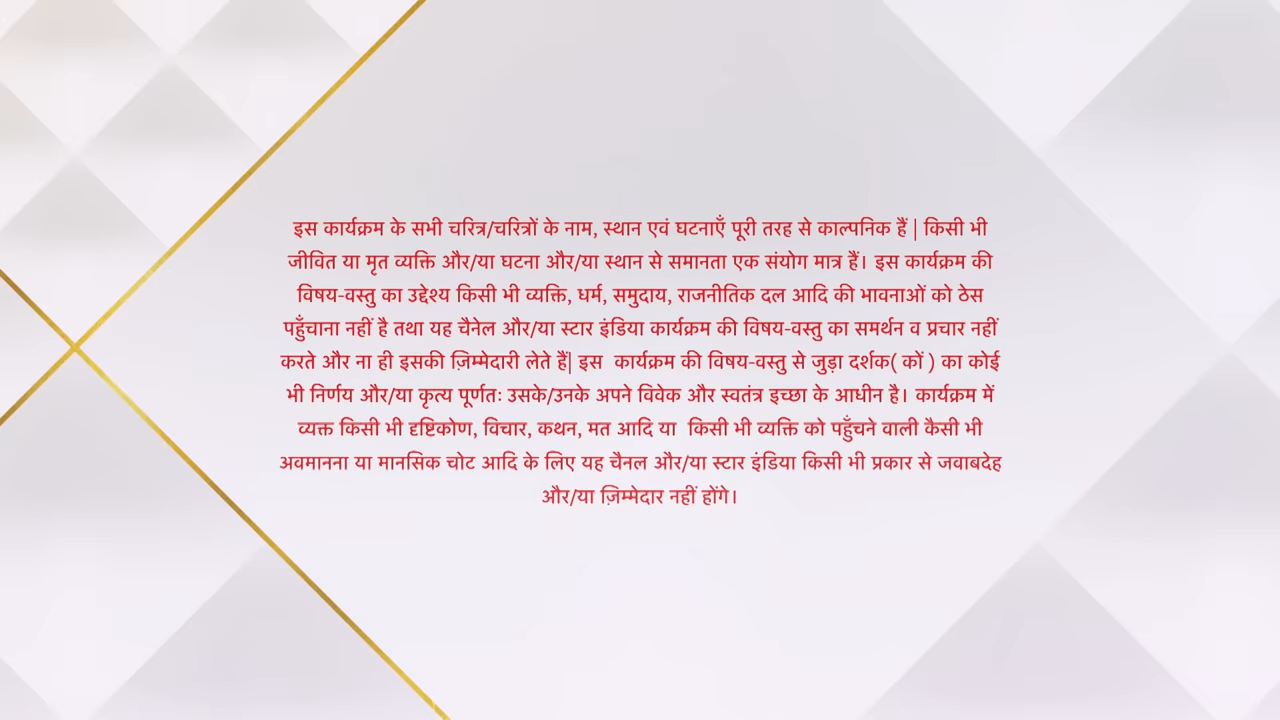 इस कार्यक्रम के सभी चरित्र/चरित्रों के नाम, स्थान एवं घटनाएँ पूरी तरह से काल्पनिक हैं | किसी भी
जीवित या मृत व्यक्ति और/या घटना और/या स्थान से समानता एक संयोग मात्र हैं। इस कार्यक्रम की
विषय-वस्तु का उद्देश्य किसी भी व्यक्ति, धर्म, समुदाय, राजनीतिक दल आदि की भावनाओं को ठेस
पहुँचाना नहीं है तथा यह चैनेल और/या स्टार इंडिया कार्यक्रम की विषय-वस्तु का समर्थन व प्रचार नहीं
करते और ना ही इसकी ज़िम्मेदारी लेते हैं| इस  कार्यक्रम की विषय-वस्तु से जुड़ा दर्शक( कों ) का कोई
भी निर्णय और/या कृत्य पूर्णतः उसके/उनके अपने विवेक और स्वतंत्र इच्छा के आधीन है। कार्यक्रम में
व्यक्त किसी भी दृष्टिकोण, विचार, कथन, मत आदि या  किसी भी व्यक्ति को पहुँचने वाली कैसी भी
अवमानना या मानसिक चोट आदि के लिए यह चैनल और/या स्टार इंडिया किसी भी प्रकार से जवाबदेह
और/या ज़िम्मेदार नहीं होंगे।